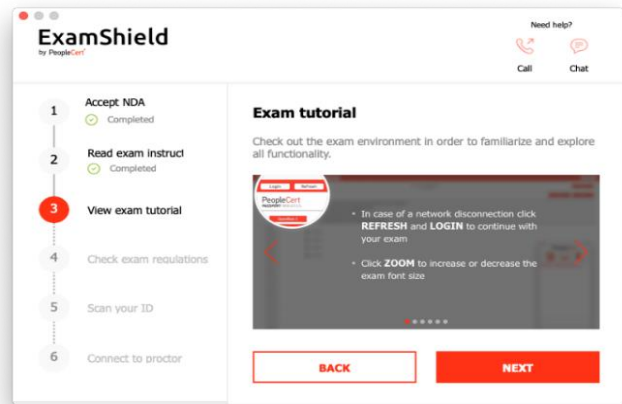 ExamShield
by PeopleCert
Need help?
Call
Chat
1
Accept NDA
Completed
2
Read exam instruct
Completed
3
View exam tutorial
4
Check exam regulations
5
Scan your ID
6
Connect to proctor
Exam tutorial
Check out the exam environment in order to familiarize and explore
all functionality.
Login
Refresh
PeopleCert
• In case of a network disconnection click
REFRESH and LOGIN to continue with
your exam
• Click ZOOM to increase or decrease the
exam font size
BACK
NEXT